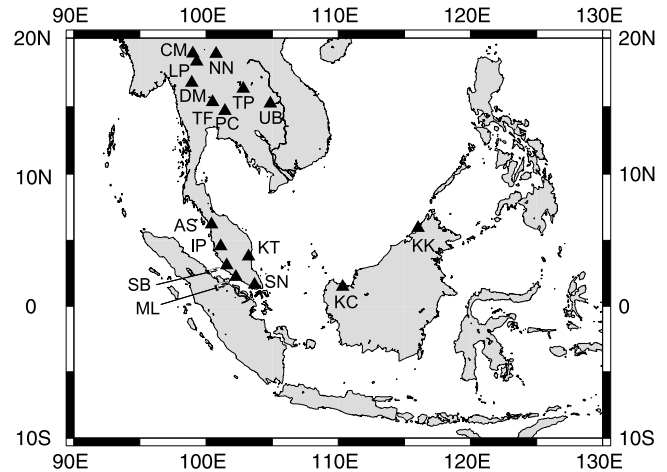 90E 100E 110E 120E 130E
20N 20N
CM
LP NN
DM TP
TF PC UB
10N 10N
AS
IP KT KK
SB SN
ML KC
0 0
10S 10S
90E 100E 110E 120E 130E